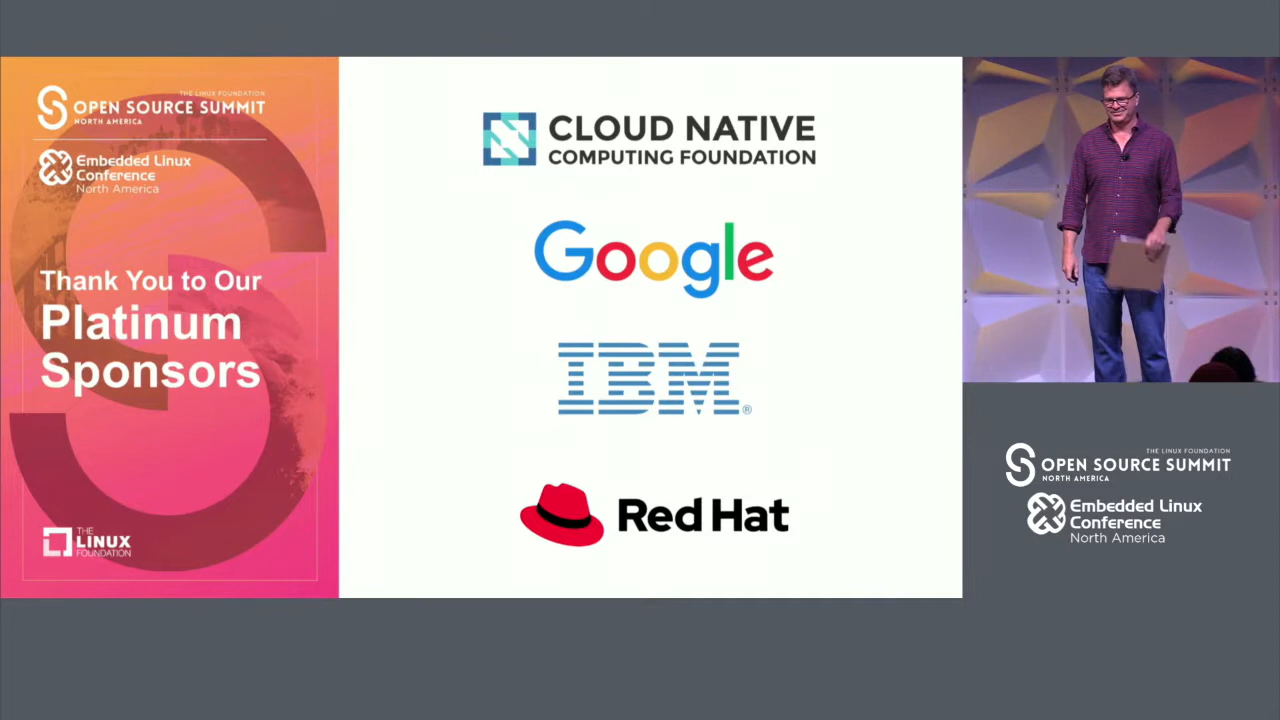 THE LINUX FOUNDATION
OPEN SOURCE SUMMIT
NORTH AMERICA
Embedded Linux
Conference
North America
Thank You to Our
Platinum
Sponsors
THE
LINUX
FOUNDATION
CLOUD NATIVE
COMPUTING FOUNDATION
Google
IBM®
Red Hat
THE LINUX FOUNDATION
OPEN SOURCE SUMMIT
NORTH AMERICA
Embedded Linux
Conference
North America